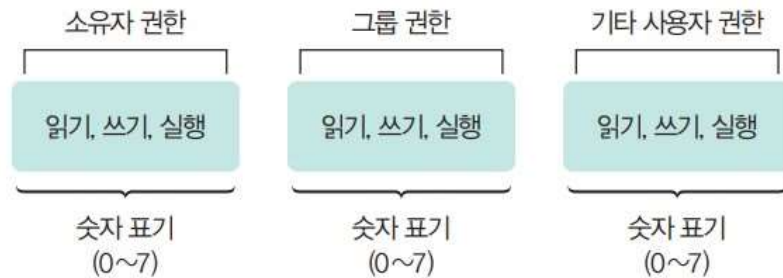 소유자 권한 그룹 권한 기타 사용자 권한
읽기, 쓰기, 실행 읽기, 쓰기, 실행 읽기, 쓰기, 실행
숫자 표기 숫자 표기 숫자 표기
(0~7) (0~7) (0~7)